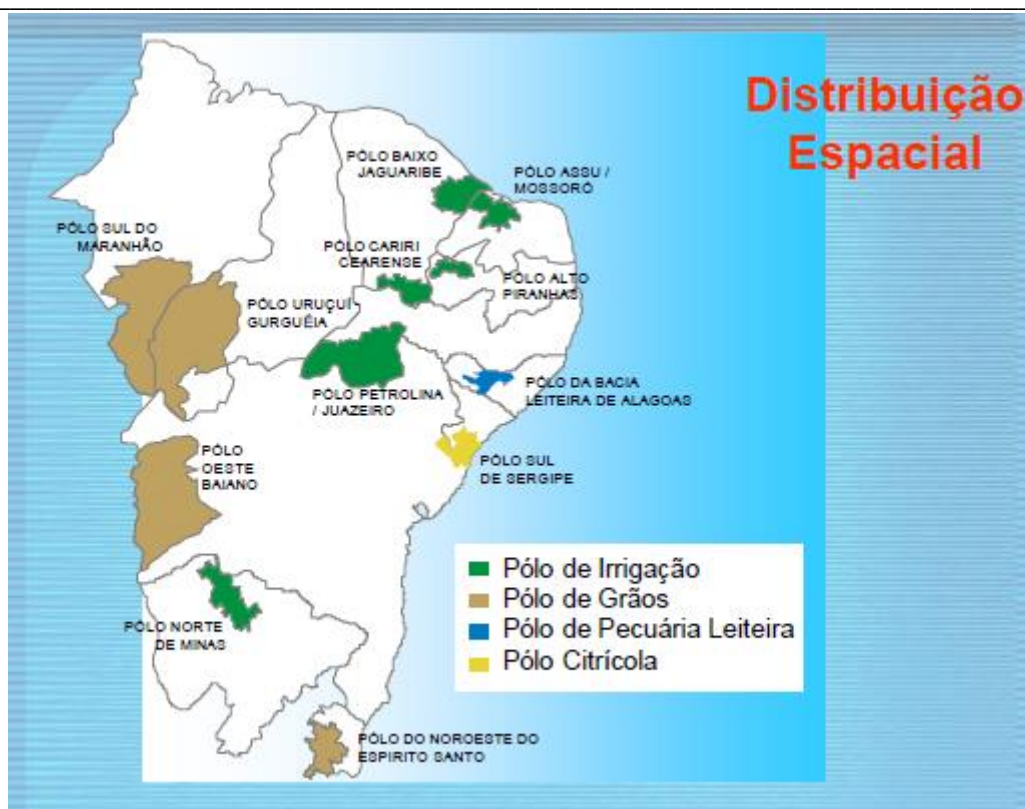 Distribuição
Espacial
PÓLO BAIXO
JAGUARIBE
PÓLO ASSU /
MOSSORÓ
PÓLO SUL DO
MARANHÃO
PÓLO CARIRI
CEARENSE
PÓLO ALTO
PIRANHAS
PÓLO URUÇUÍ-
GURGUÉIA
PÓLO PETROLINA
/ JUAZEIRO
PÓLO DA BACIA
LEITEIRA DE ALAGOAS
PÓLO
OESTE
BAIANO
PÓLO SUL
DE SERGIPE
Pólo de Irrigação
Pólo de Grãos
Pólo de Pecuária Leiteira
Pólo Citrícola
PÓLO NORTE
DE MINAS
PÓLO DO NOROESTE DO
ESPIRITO SANTO